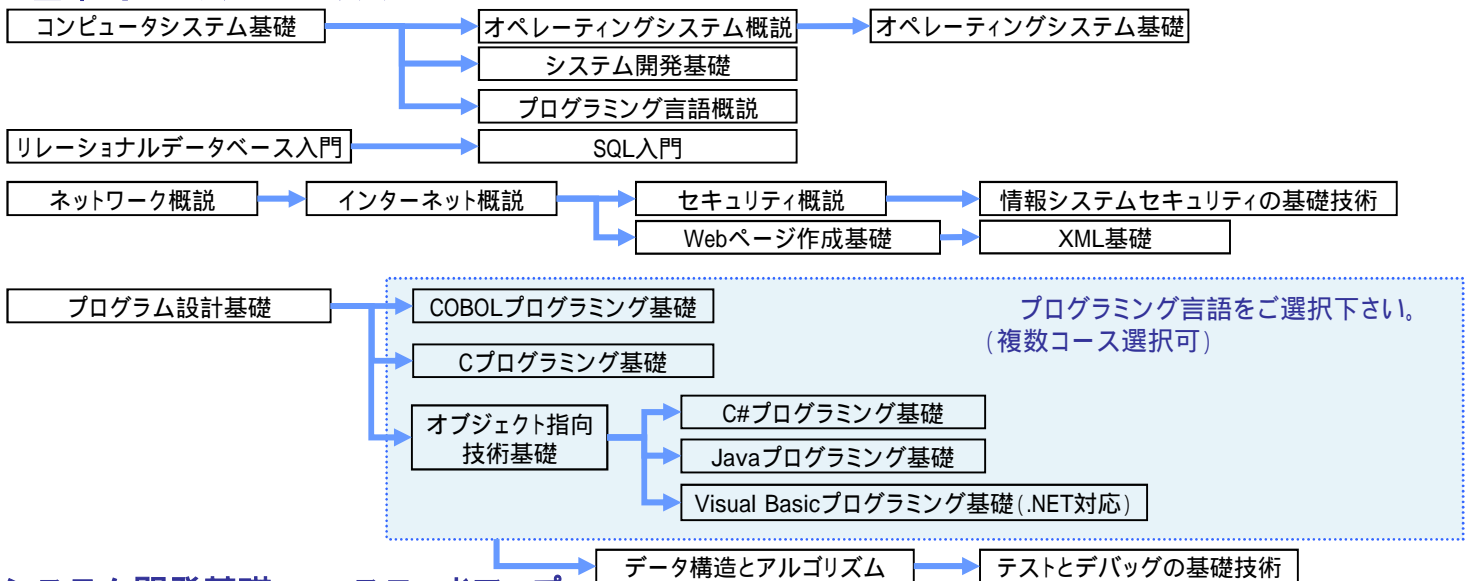 コンピュータシステム基礎
オペレーティングシステム概説
オペレーティングシステム基礎
システム開発基礎
プログラミング言語概説
リレーショナルデータベース入門
SQL入門
ネットワーク概説
インターネット概説
セキュリティ概説
情報システムセキュリティの基礎技術
Webページ作成基礎
XML基礎
プログラム設計基礎
COBOLプログラミング基礎
プログラミング言語をご選択下さい。
(複数コース選択可)
Cプログラミング基礎
オブジェクト指向
技術基礎
C#プログラミング基礎
Javaプログラミング基礎
Visual Basicプログラミング基礎(.NET対応)
データ構造とアルゴリズム
テストとデバッグの基礎技術